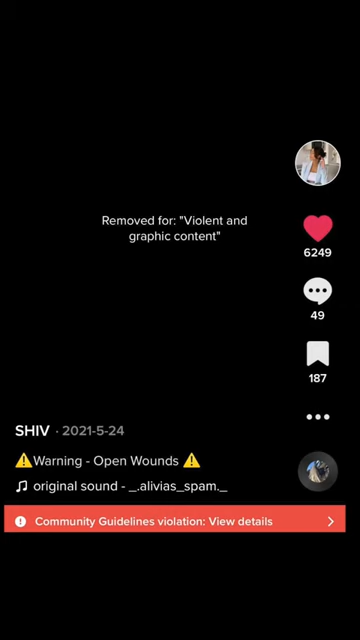 Removed for: "Violent and
graphic content"
6249
49
187
SHIV · 2021-5-24
⚠️Warning - Open Wounds ⚠️
original sound - _.alivias_spam._
Community Guidelines violation: View details